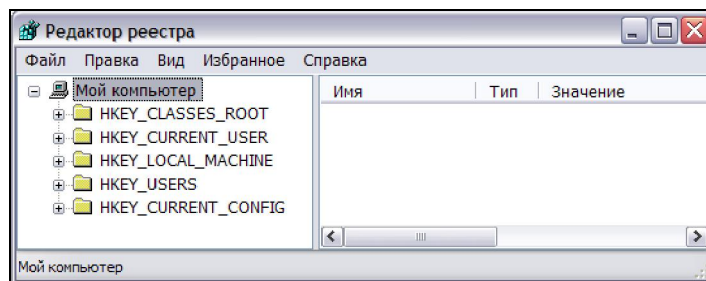 Редактор реестра
Файл Правка Вид Избранное Справка
Мой компьютер
HKEY_CLASSES_ROOT
HKEY_CURRENT_USER
HKEY_LOCAL_MACHINE
HKEY_USERS
HKEY_CURRENT_CONFIG
Имя Тип Значение
Мой компьютер